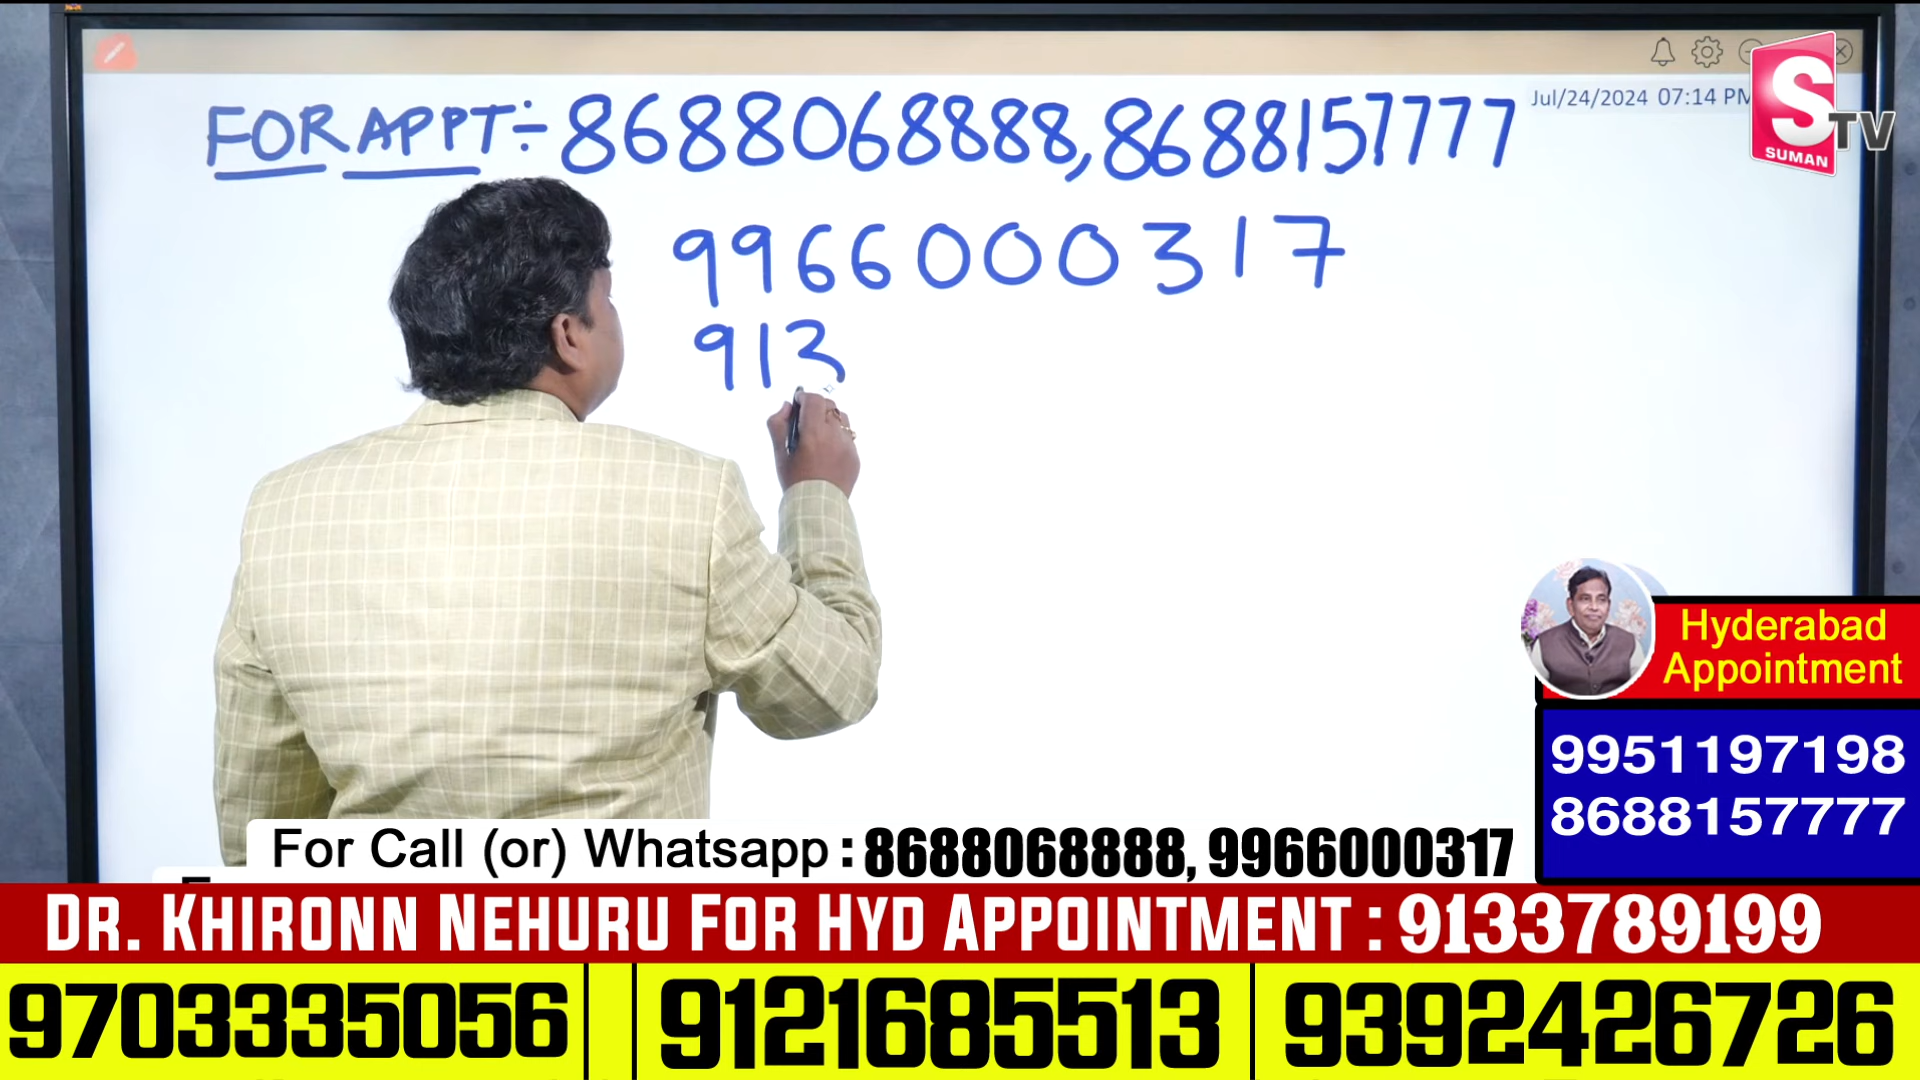 Jul/24/2024 07:14 PM
S TV
SUMAN
FOR APPT:- 8688068888, 8688157777
9966000317
913
Hyderabad
Appointment
9951197198
8688157777
For Call (or) Whatsapp : 8688068888, 9966000317
DR. KHIRONN NEHURU FOR HYD APPOINTMENT : 9133789199
9703335056
9121685513
9392426726